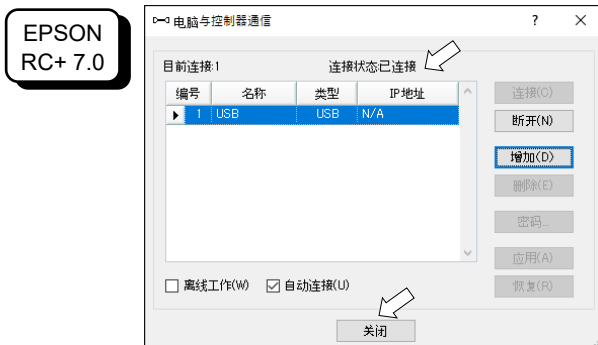 EPSON
RC+ 7.0
电脑与控制器通信
?
目前连接:1
连接状态:已连接
编号 名称 类型 IP地址
1 USB USB N/A
连接(C)
断开(N)
增加(D)
删除(E)
密码...
应用(A)
恢复(R)
离线工作(W) 自动连接(U)
关闭